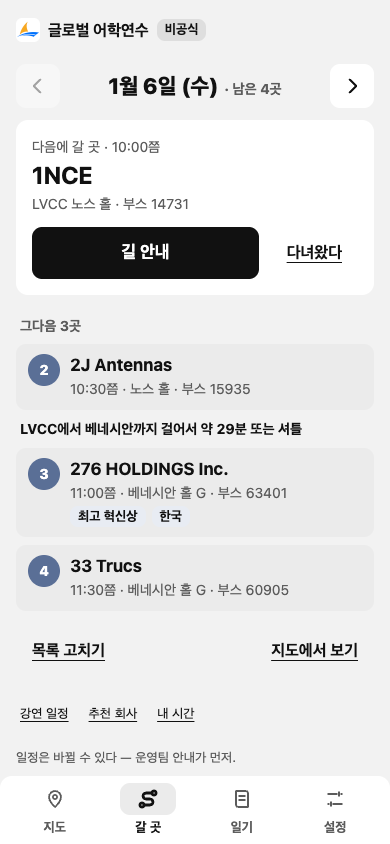 글로벌 어학연수 비공식
1월 6일 (수) · 남은 4곳
다음에 갈 곳 · 10:00쯤
1NCE
LVCC 노스 홀 · 부스 14731
길 안내 다녀왔다
그다음 3곳
2 2J Antennas
10:30쯤 · 노스 홀 · 부스 15935
LVCC에서 베네시안까지 걸어서 약 29분 또는 셔틀
3 276 HOLDINGS Inc.
11:00쯤 · 베네시안 홀 G · 부스 63401
최고 혁신상 한국
4 33 Trucs
11:30쯤 · 베네시안 홀 G · 부스 60905
목록 고치기 지도에서 보기
강연 일정 추천 회사 내 시간
일정은 바뀔 수 있다 — 운영팀 안내가 먼저.
지도 갈 곳 일기 설정